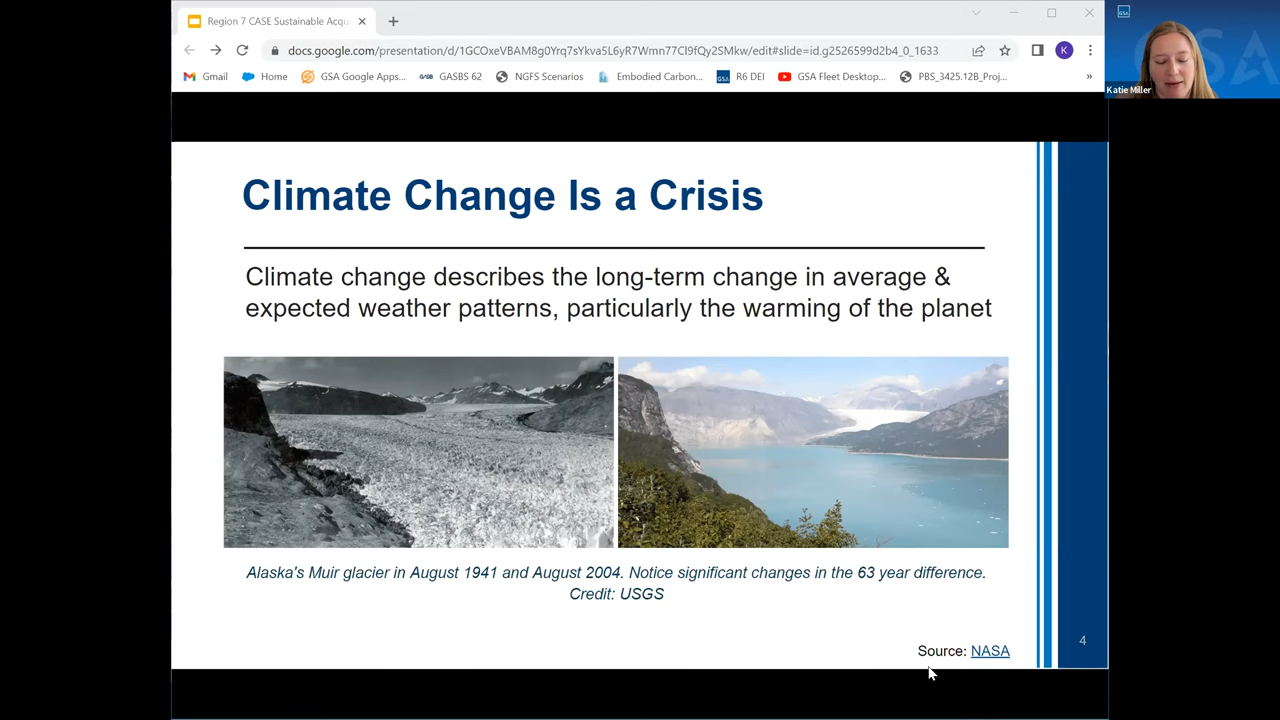 Region 7 CASE Sustainable Acqu
docs.google.com/presentation/d/1GCOxeVBAM8g0Yrq7sYkva5L6yR7Wmn77Cl9fQy2SMkw/edit#slide=id.g2526599d2b4_0_1633
K
Gmail
Home
GSA Google Apps...
GASBS 62
NGFS Scenarios
Embodied Carbon...
GSA
R6 DEI
GSA Fleet Desktop...
PBS_3425.12B_Proj...
»
GSA
GSA
Katie Miller
Climate Change Is a Crisis
Climate change describes the long-term change in average &
expected weather patterns, particularly the warming of the planet
Alaska's Muir glacier in August 1941 and August 2004. Notice significant changes in the 63 year difference.
Credit: USGS
Source: NASA
4